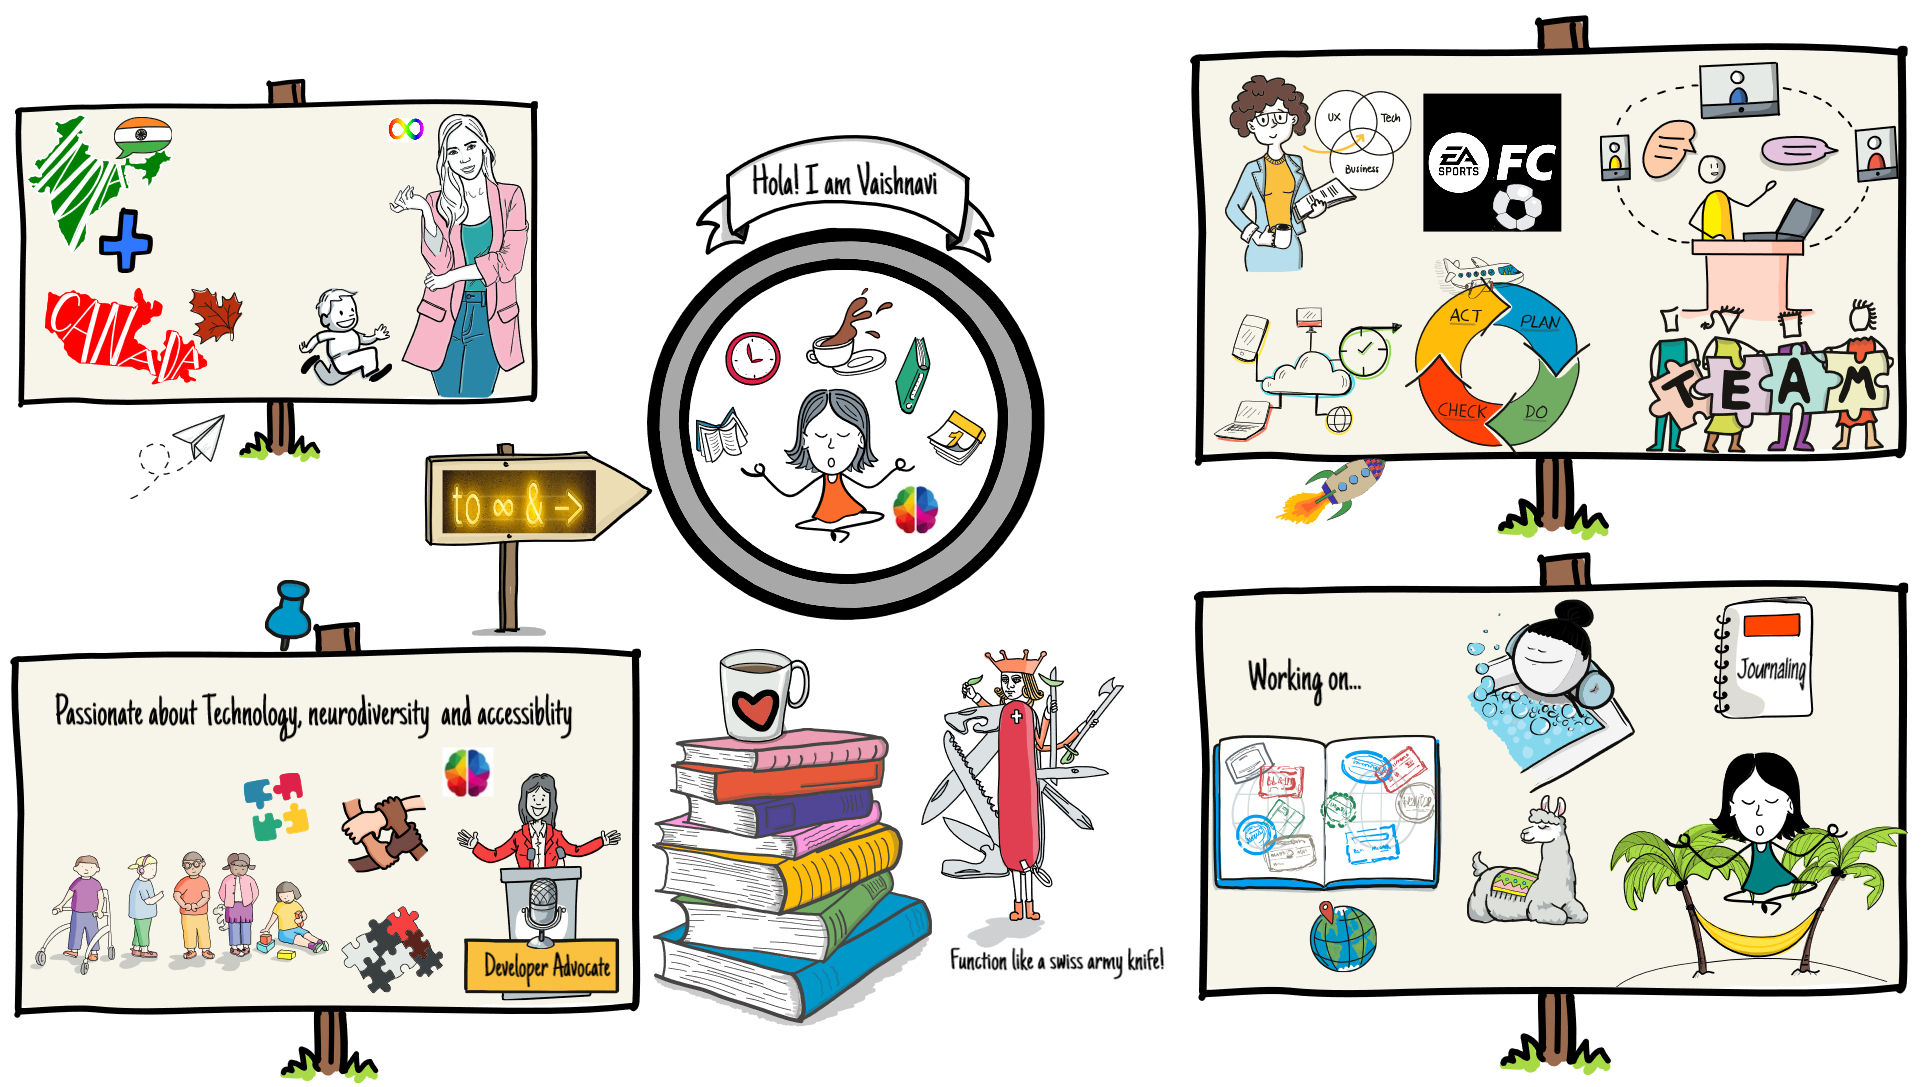 INDIA
CANADA
Hola! I am Vaishnavi
to ∞ & ->
UX
Tech
Business
EA
SPORTS
FC
ACT
PLAN
CHECK
DO
TEAM
Passionate about Technology, neurodiversity and accessiblity
Developer Advocate
Function like a swiss army knife!
Working on...
Journaling